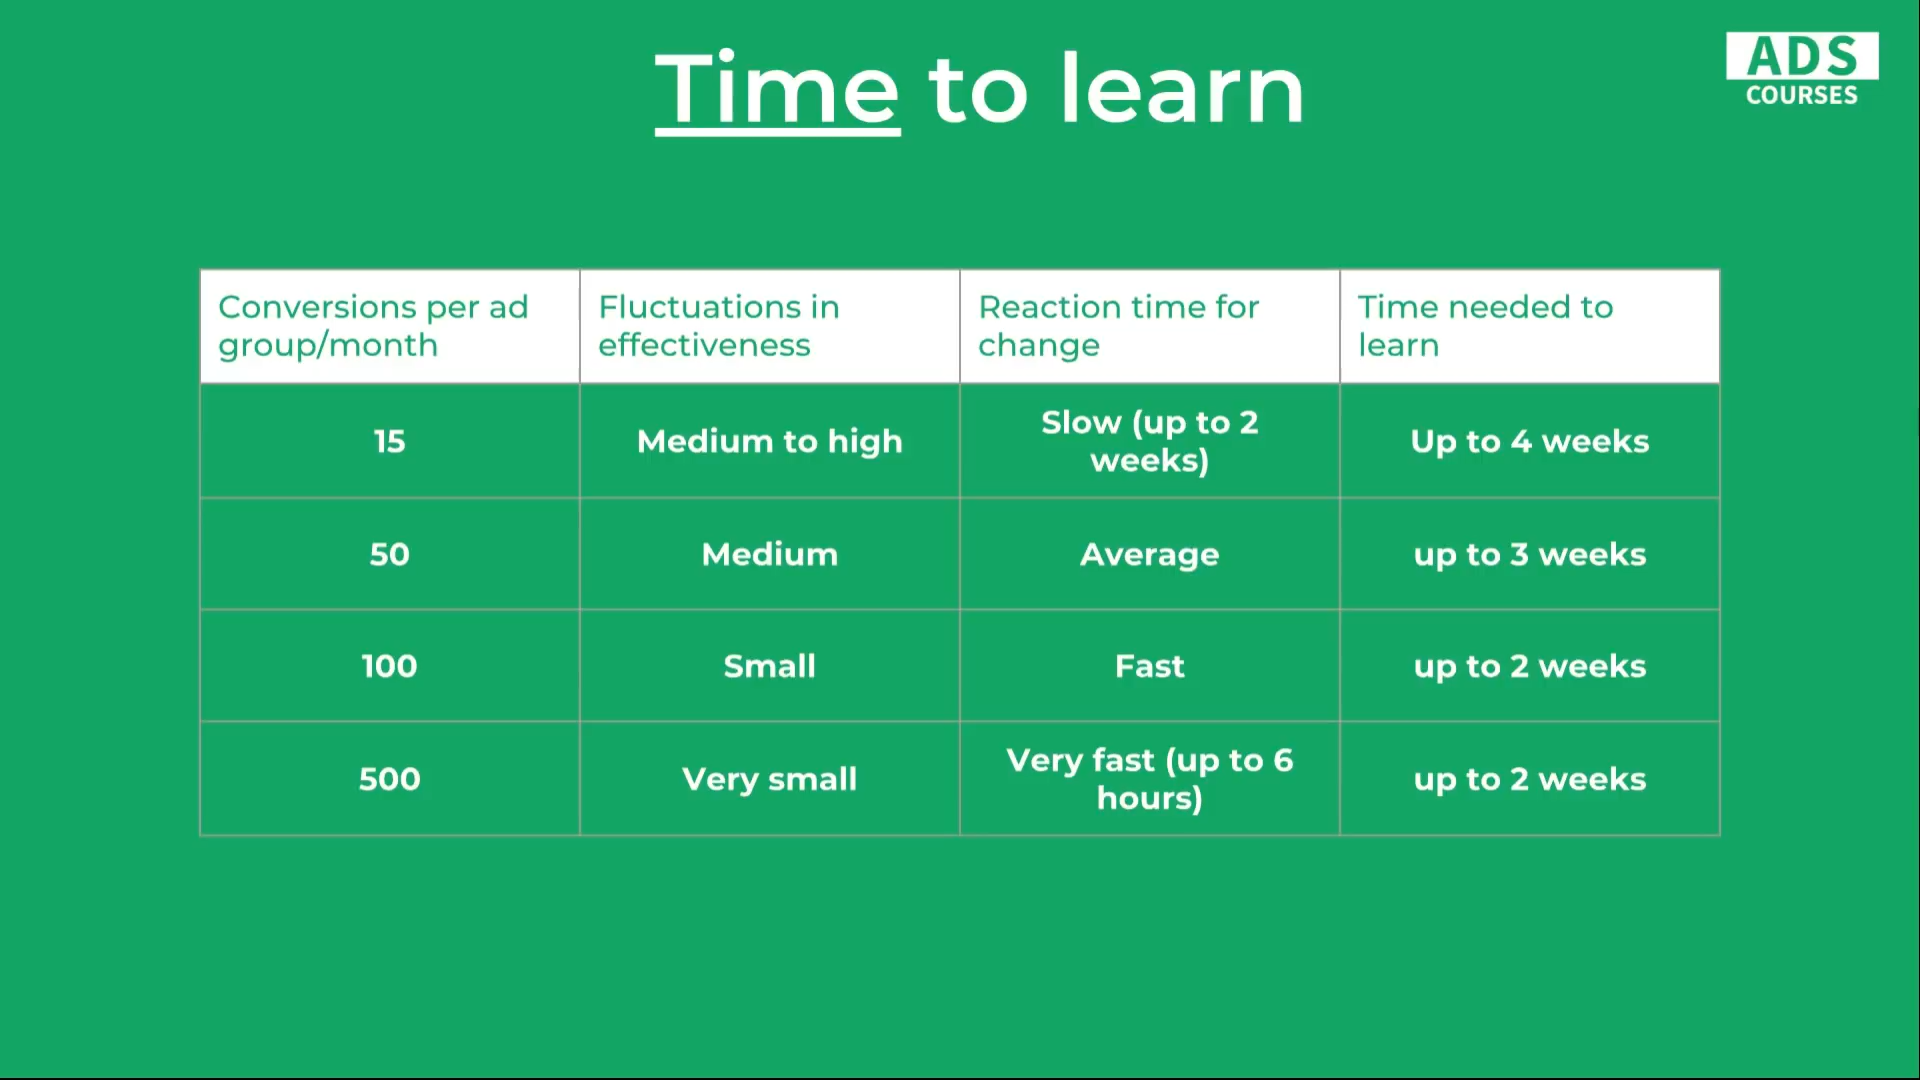 Time to learn
ADS
COURSES
Conversions per ad
group/month
Fluctuations in
effectiveness
Reaction time for
change
Time needed to
learn
15
Medium to high
Slow (up to 2
weeks)
Up to 4 weeks
50
Medium
Average
up to 3 weeks
100
Small
Fast
up to 2 weeks
500
Very small
Very fast (up to 6
hours)
up to 2 weeks